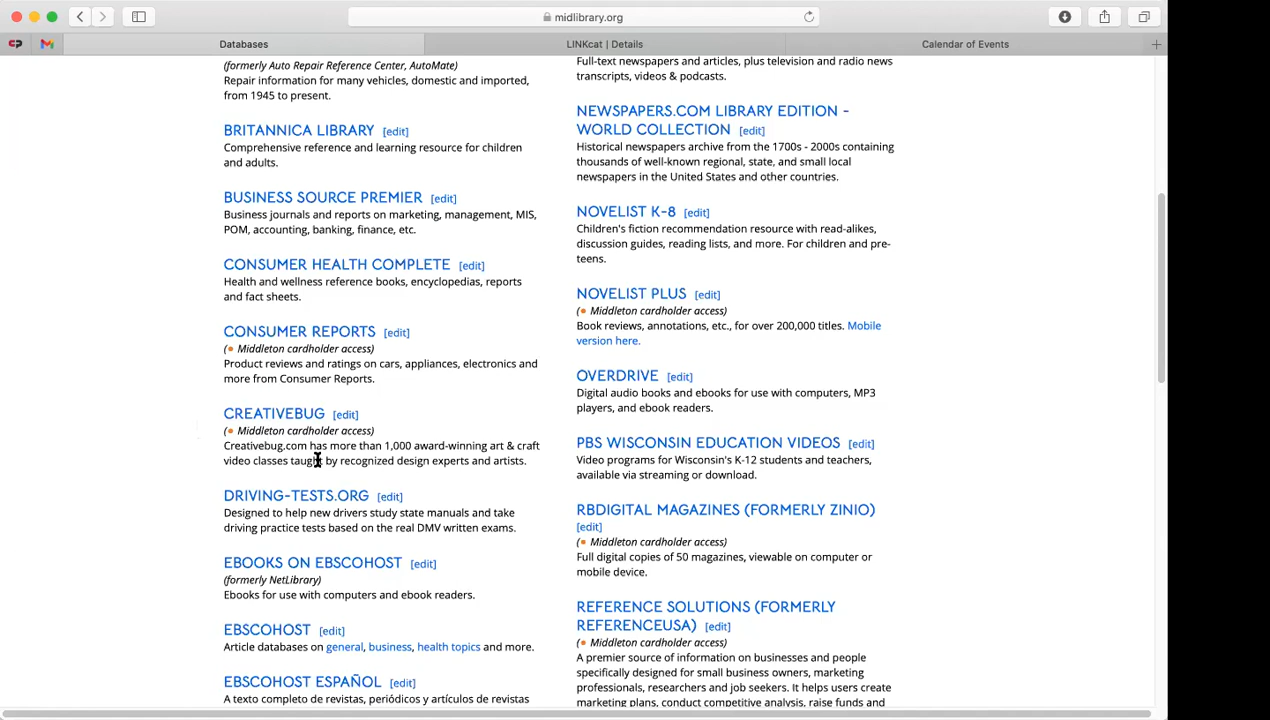 midlibrary.org
Databases
LINKcat | Details
Calendar of Events
(formerly Auto Repair Reference Center, AutoMate)
Repair information for many vehicles, domestic and imported,
from 1945 to present.
BRITANNICA LIBRARY [edit]
Comprehensive reference and learning resource for children
and adults.
BUSINESS SOURCE PREMIER [edit]
Business journals and reports on marketing, management, MIS,
POM, accounting, banking, finance, etc.
CONSUMER HEALTH COMPLETE [edit]
Health and wellness reference books, encyclopedias, reports
and fact sheets.
CONSUMER REPORTS [edit]
(● Middleton cardholder access)
Product reviews and ratings on cars, appliances, electronics and
more from Consumer Reports.
CREATIVEBUG [edit]
(● Middleton cardholder access)
Creativebug.com has more than 1,000 award-winning art & craft
video classes taught by recognized design experts and artists.
DRIVING-TESTS.ORG [edit]
Designed to help new drivers study state manuals and take
driving practice tests based on the real DMV written exams.
EBOOKS ON EBSCOHOST [edit]
(formerly NetLibrary)
Ebooks for use with computers and ebook readers.
EBSCOHOST [edit]
Article databases on general, business, health topics and more.
EBSCOHOST ESPAÑOL [edit]
A texto completo de revistas, periódicos y artículos de revistas
Full-text newspapers and articles, plus television and radio news
transcripts, videos & podcasts.
NEWSPAPERS.COM LIBRARY EDITION -
WORLD COLLECTION [edit]
Historical newspapers archive from the 1700s - 2000s containing
thousands of well-known regional, state, and small local
newspapers in the United States and other countries.
NOVELIST K-8 [edit]
Children's fiction recommendation resource with read-alikes,
discussion guides, reading lists, and more. For children and pre-
teens.
NOVELIST PLUS [edit]
(● Middleton cardholder access)
Book reviews, annotations, etc., for over 200,000 titles. Mobile
version here.
OVERDRIVE [edit]
Digital audio books and ebooks for use with computers, MP3
players, and ebook readers.
PBS WISCONSIN EDUCATION VIDEOS [edit]
Video programs for Wisconsin's K-12 students and teachers,
available via streaming or download.
RBDIGITAL MAGAZINES (FORMERLY ZINIO)
[edit]
(● Middleton cardholder access)
Full digital copies of 50 magazines, viewable on computer or
mobile device.
REFERENCE SOLUTIONS (FORMERLY
REFERENCEUSA) [edit]
(● Middleton cardholder access)
A premier source of information on businesses and people
specifically designed for small business owners, marketing
professionals, researchers and job seekers. It helps users create
marketing plans, conduct competitive analysis, raise funds and